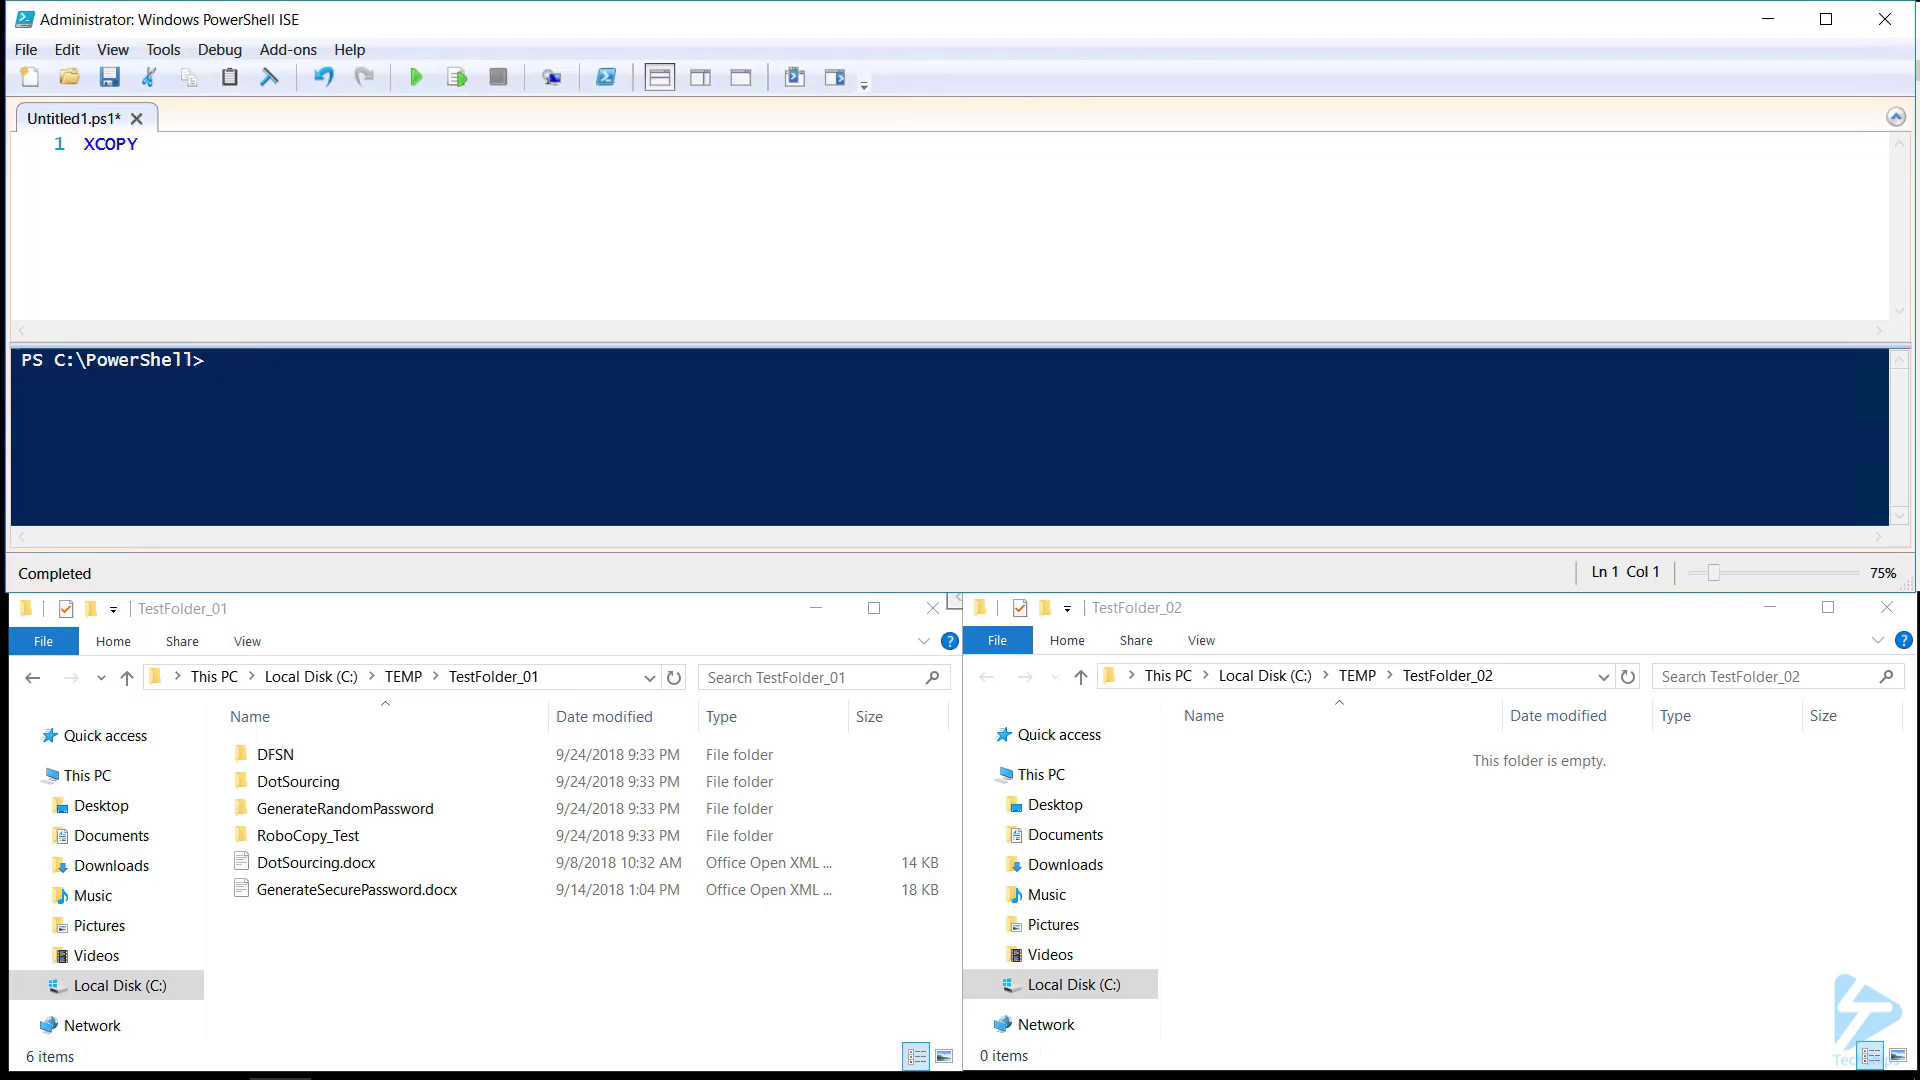 Administrator: Windows PowerShell ISE
File Edit View Tools Debug Add-ons Help
Untitled1.ps1*
1 XCOPY
PS C:\PowerShell>
Completed
Ln 1 Col 1
75%
TestFolder_01
File Home Share View
This PC Local Disk (C:) TEMP TestFolder_01
Search TestFolder_01
Name Date modified Type Size
Quick access
This PC
Desktop
Documents
Downloads
Music
Pictures
Videos
Local Disk (C:)
Network
DFSN 9/24/2018 9:33 PM File folder
DotSourcing 9/24/2018 9:33 PM File folder
GenerateRandomPassword 9/24/2018 9:33 PM File folder
RoboCopy_Test 9/24/2018 9:33 PM File folder
DotSourcing.docx 9/8/2018 10:32 AM Office Open XML ... 14 KB
GenerateSecurePassword.docx 9/14/2018 1:04 PM Office Open XML ... 18 KB
6 items
TestFolder_02
File Home Share View
This PC Local Disk (C:) TEMP TestFolder_02
Search TestFolder_02
Name Date modified Type Size
This folder is empty.
Quick access
This PC
Desktop
Documents
Downloads
Music
Pictures
Videos
Local Disk (C:)
Network
0 items